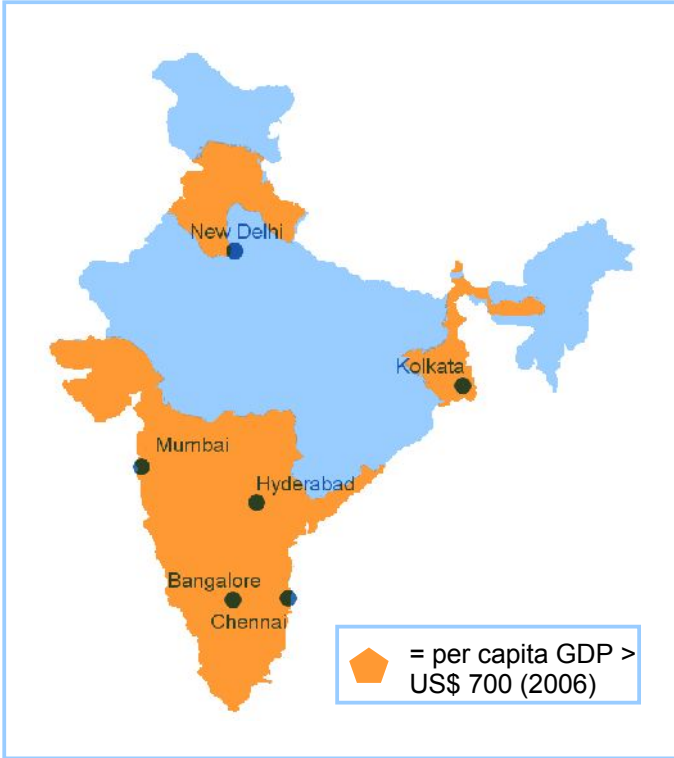 New Delhi
Kolkata
Mumbai
Hyderabad
Bangalore
Chennai
= per capita GDP >
US$ 700 (2006)